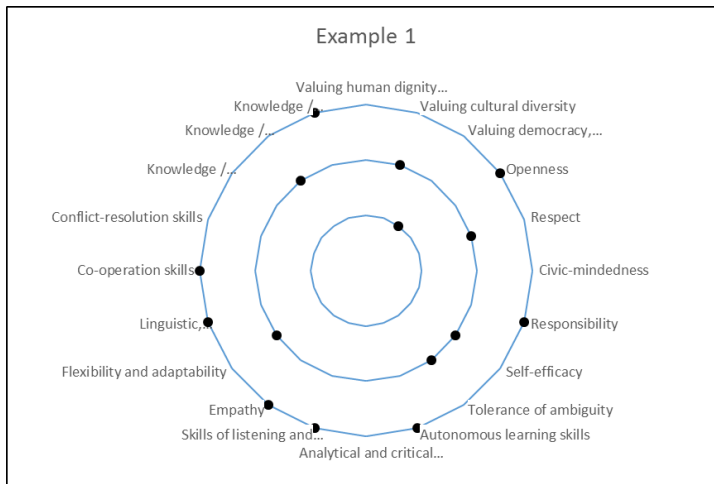 Example 1
Valuing human dignity...
Valuing cultural diversity
Valuing democracy,...
Openness
Respect
Civic-mindedness
Responsibility
Self-efficacy
Tolerance of ambiguity
Autonomous learning skills
Analytical and critical...
Skills of listening and...
Empathy
Flexibility and adaptability
Linguistic,...
Co-operation skills
Conflict-resolution skills
Knowledge /...
Knowledge /...
Knowledge /...